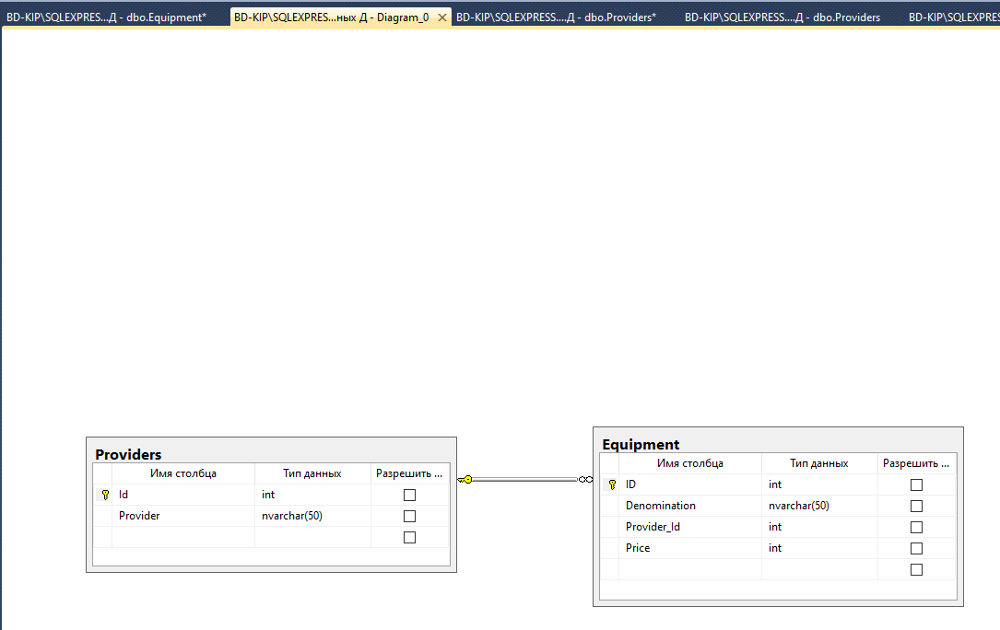 BD-KIP\SQLEXPRES...Д - dbo.Equipment* BD-KIP\SQLEXPRES...ных Д - Diagram_0 BD-KIP\SQLEXPRESS....Д - dbo.Providers* BD-KIP\SQLEXPRESS....Д - dbo.Providers BD-KIP\SQLEXPRES
Providers
Имя столбца Тип данных Разрешить ...
Id int
Provider nvarchar(50)
Equipment
Имя столбца Тип данных Разрешить ...
ID int
Denomination nvarchar(50)
Provider_Id int
Price int